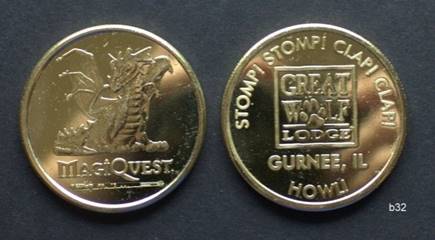 MAGIQUEST
STOMP! STOMP! CLAP! CLAP!
GREAT
WOLF
LODGE
GURNEE, IL
HOWL!
b32